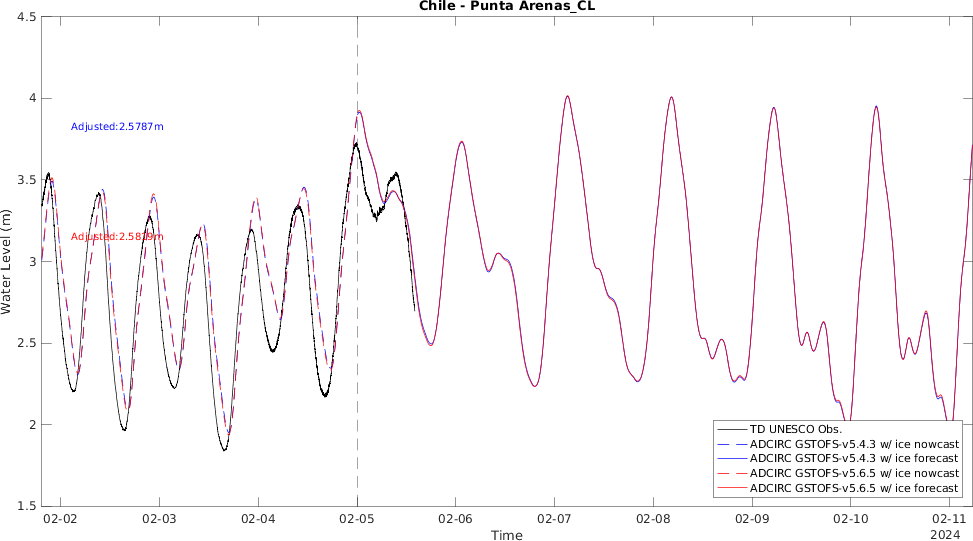 Chile - Punta Arenas_CL
4.5
4
3.5
3
2.5
2
1.5
Water Level (m)
Adjusted:2.5787m
Adjusted:2.5829m
TD UNESCO Obs.
ADCIRC GSTOFS-v5.4.3 w/ ice nowcast
ADCIRC GSTOFS-v5.4.3 w/ ice forecast
ADCIRC GSTOFS-v5.6.5 w/ ice nowcast
ADCIRC GSTOFS-v5.6.5 w/ ice forecast
02-02 02-03 02-04 02-05 02-06 02-07 02-08 02-09 02-10 02-11
2024
Time